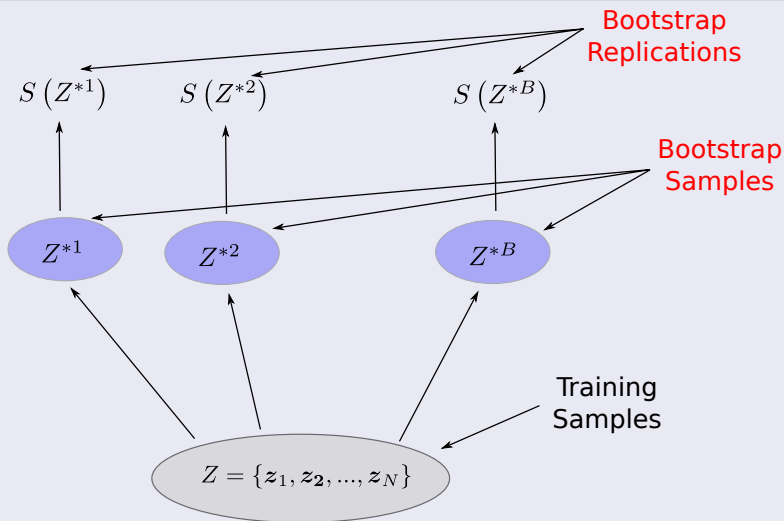 Bootstrap
Replications
S (Z*1) S (Z*2) S (Z*B)
Bootstrap
Samples
Z*1 Z*2 Z*B
Training
Samples
Z = {z1, z2, ..., zN}